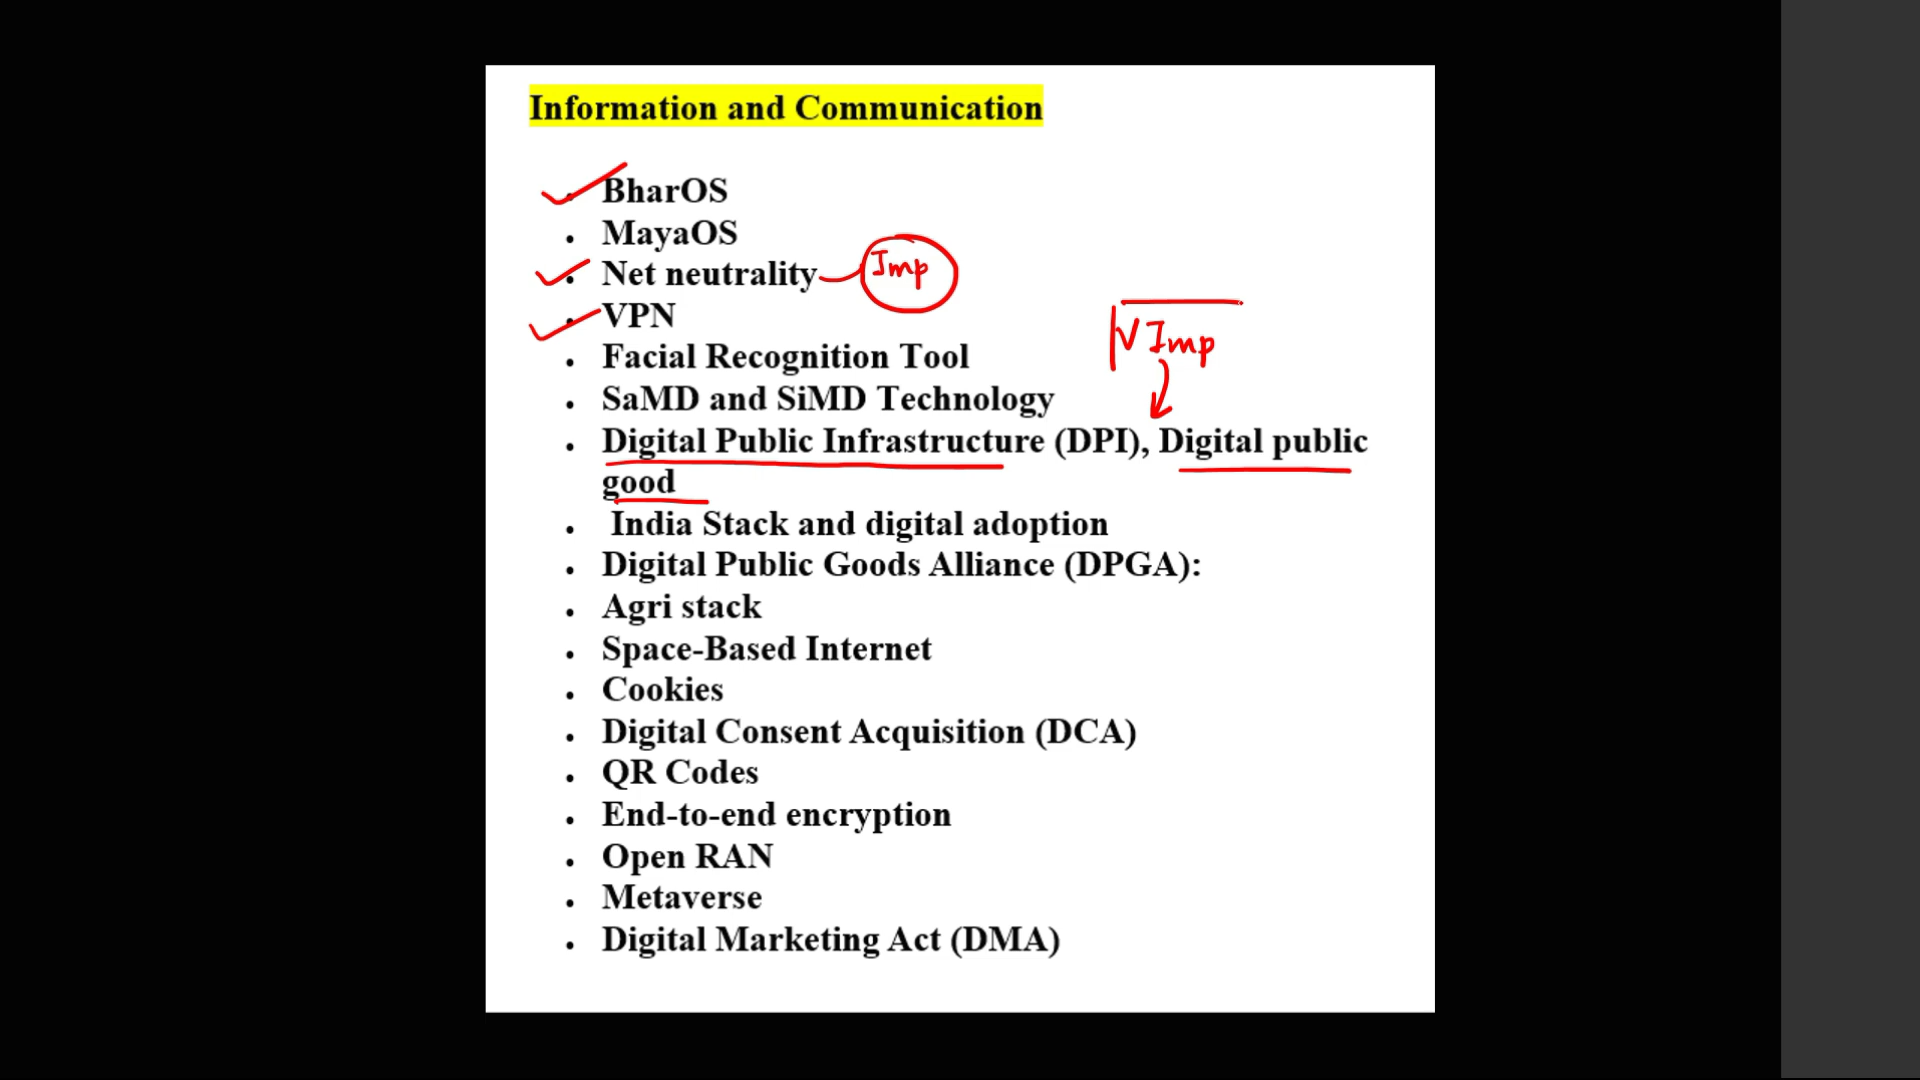 Information and Communication
BharOS
MayaOS
Net neutrality Imp
VPN
V Imp
Facial Recognition Tool
SaMD and SiMD Technology
Digital Public Infrastructure (DPI), Digital public
good
India Stack and digital adoption
Digital Public Goods Alliance (DPGA):
Agri stack
Space-Based Internet
Cookies
Digital Consent Acquisition (DCA)
QR Codes
End-to-end encryption
Open RAN
Metaverse
Digital Marketing Act (DMA)